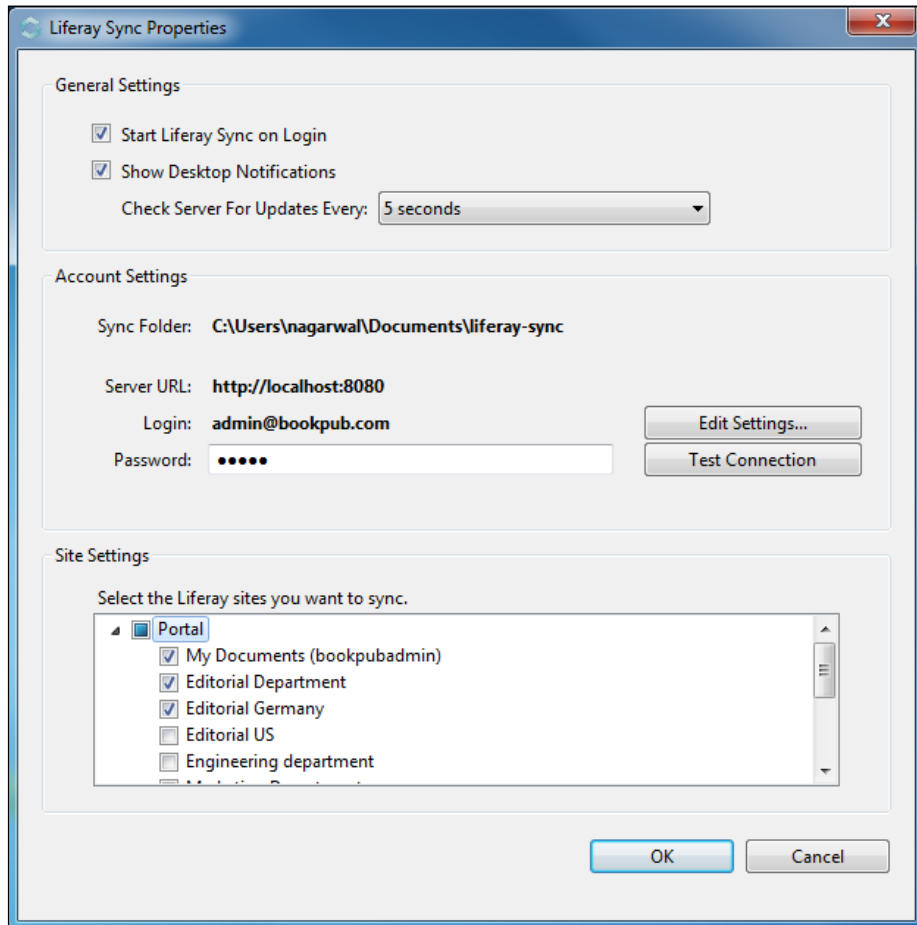 Liferay Sync Properties
General Settings
Start Liferay Sync on Login
Show Desktop Notifications
Check Server For Updates Every: 5 seconds
Account Settings
Sync Folder: C:\Users\nagarwal\Documents\liferay-sync
Server URL: http://localhost:8080
Login: admin@bookpub.com
Edit Settings...
Password: •••••
Test Connection
Site Settings
Select the Liferay sites you want to sync.
Portal
My Documents (bookpubadmin)
Editorial Department
Editorial Germany
Editorial US
Engineering department
OK Cancel